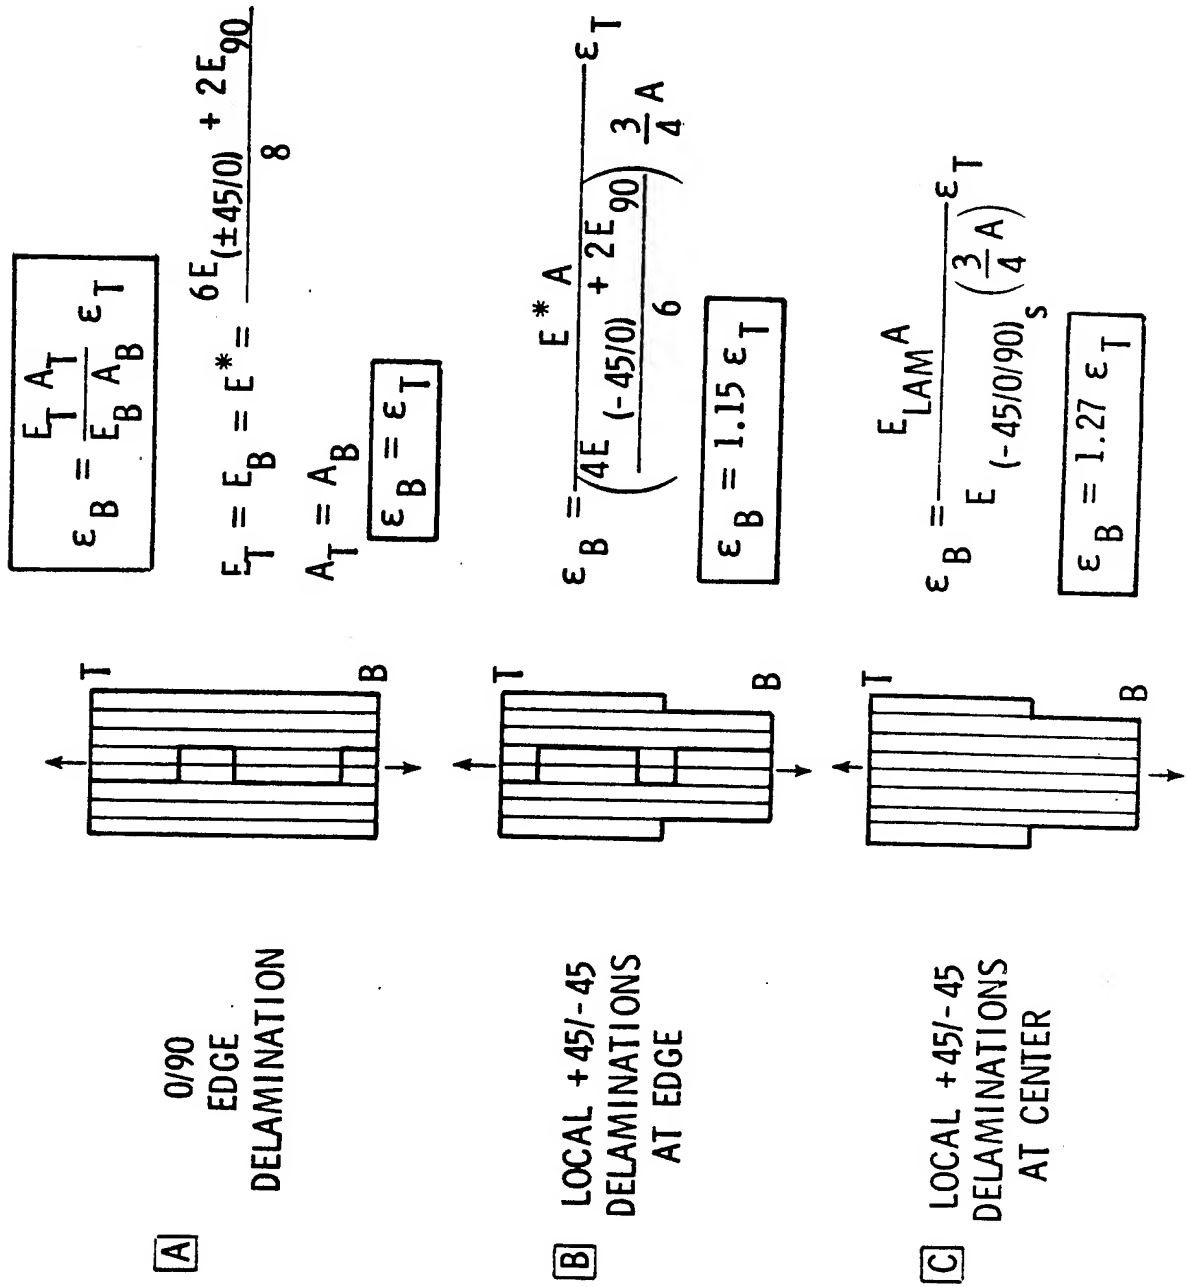 ε_B = (E_T A_T / E_B A_B) ε_T
A
0/90
EDGE
DELAMINATION
T
B
E_T = E_B = E* = (6E_(±45/0) + 2E_90) / 8
A_T = A_B
ε_B = ε_T
B
LOCAL +45/-45
DELAMINATIONS
AT EDGE
T
B
ε_B = E* A / (((4E_(-45/0) + 2E_90) / 6) 3/4 A) ε_T
ε_B = 1.15 ε_T
C
LOCAL +45/-45
DELAMINATIONS
AT CENTER
T
B
ε_B = E_LAM A / (E_(-45/0/90)_S (3/4 A)) ε_T
ε_B = 1.27 ε_T